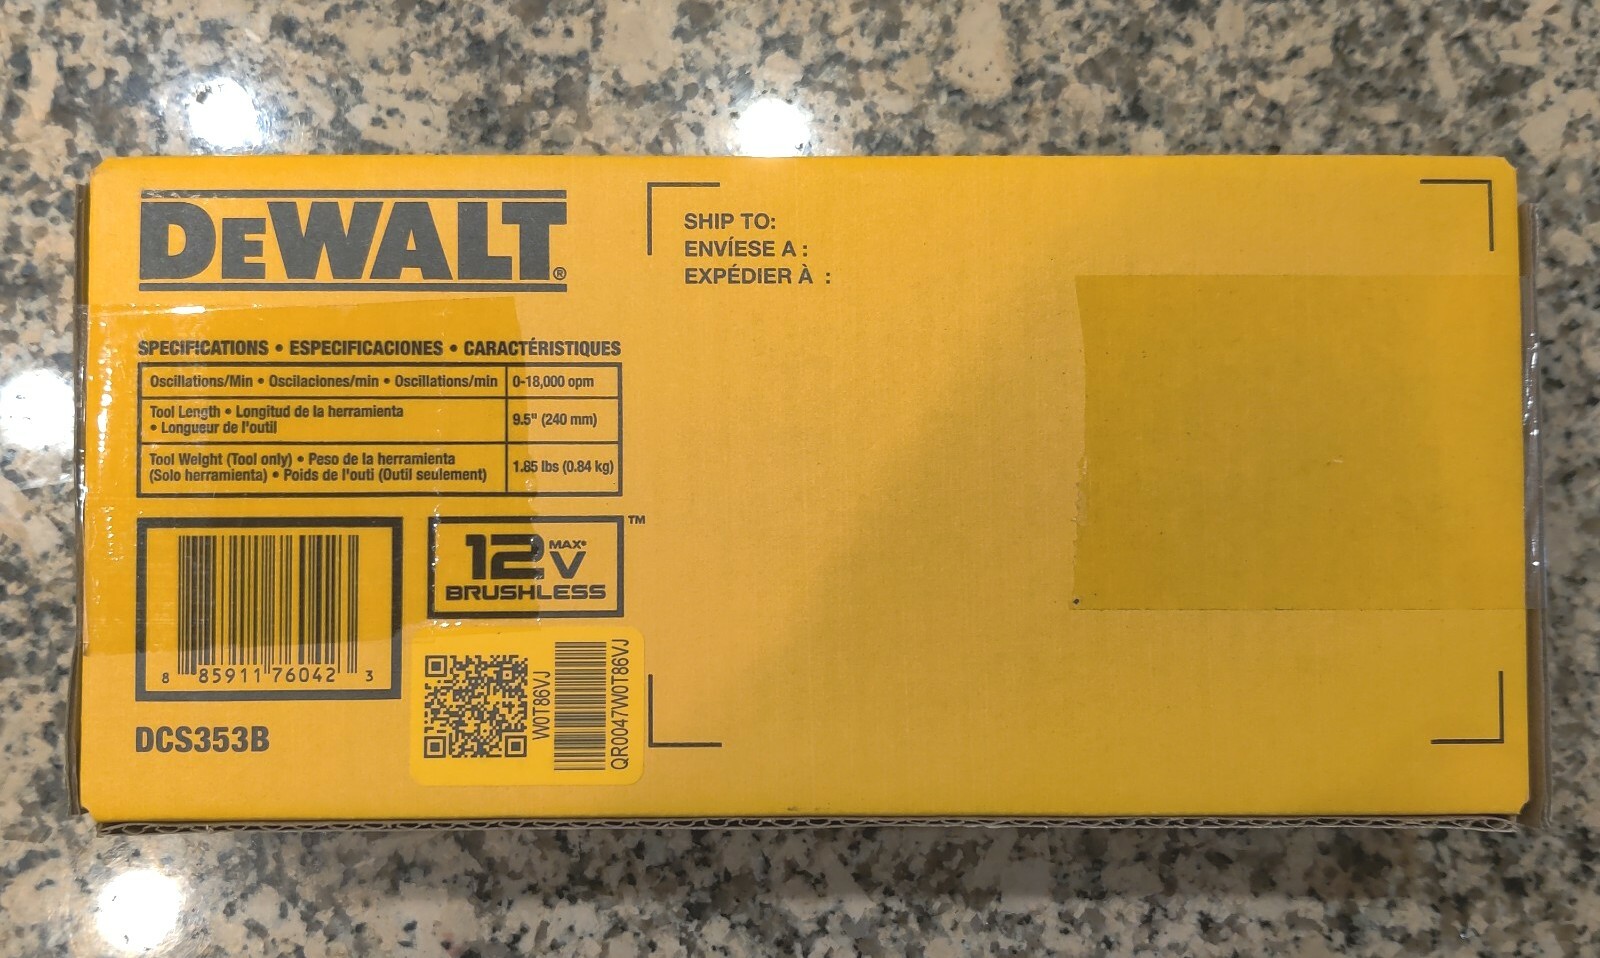 DEWALT®
SPECIFICATIONS • ESPECIFICACIONES • CARACTÉRISTIQUES
Oscillations/Min • Oscilaciones/min • Oscillations/min 0-18,000 opm
Tool Length • Longitud de la herramienta
• Longueur de l'outil
9.5" (240 mm)
Tool Weight (Tool only) • Peso de la herramienta
(Solo herramienta) • Poids de l'outi (Outil seulement)
1.85 lbs (0.84 kg)
8 85911 76042 3
12V MAX* ™
BRUSHLESS
DCS353B
W0T86VJ
QR0047W0T86VJ
SHIP TO:
ENVÍESE A :
EXPÉDIER À :